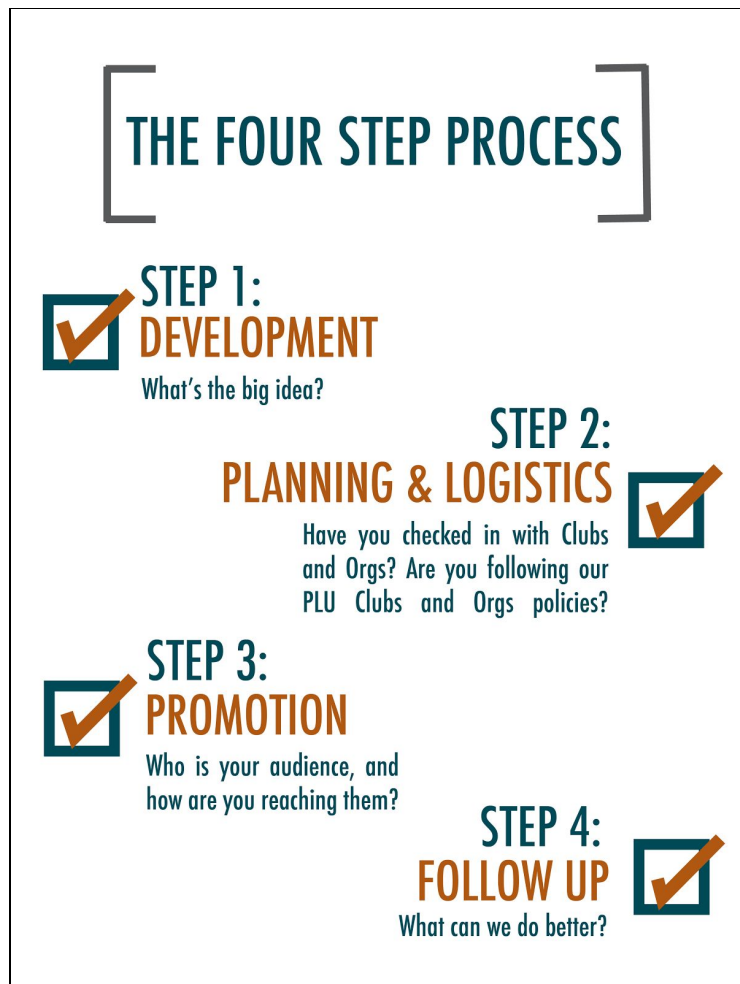 THE FOUR STEP PROCESS
STEP 1:
DEVELOPMENT
What's the big idea?
STEP 2:
PLANNING & LOGISTICS
Have you checked in with Clubs
and Orgs? Are you following our
PLU Clubs and Orgs policies?
STEP 3:
PROMOTION
Who is your audience, and
how are you reaching them?
STEP 4:
FOLLOW UP
What can we do better?